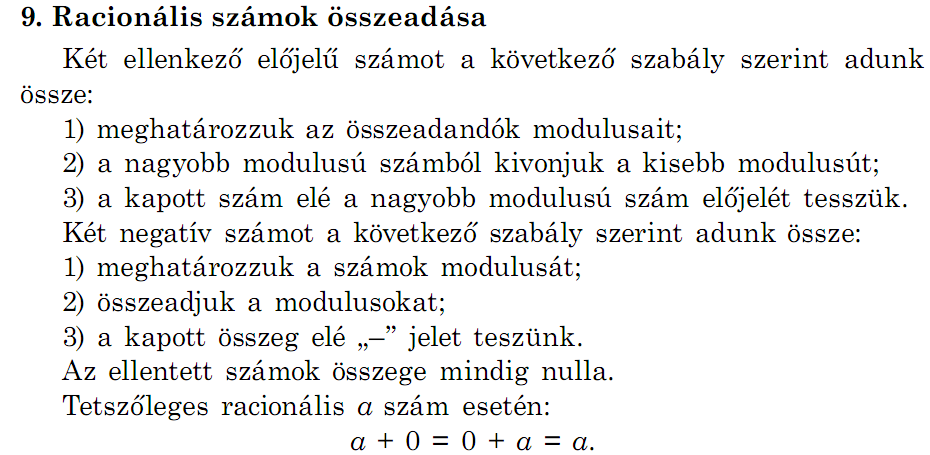 9. Racionális számok összeadása
Két ellenkező előjelű számot a következő szabály szerint adunk
össze:
1) meghatározzuk az összeadandók modulusait;
2) a nagyobb modulusú számból kivonjuk a kisebb modulusút;
3) a kapott szám elé a nagyobb modulusú szám előjelét tesszük.
Két negatív számot a következő szabály szerint adunk össze:
1) meghatározzuk a számok modulusát;
2) összeadjuk a modulusokat;
3) a kapott összeg elé „–” jelet teszünk.
Az ellentett számok összege mindig nulla.
Tetszőleges racionális a szám esetén:
a + 0 = 0 + a = a.